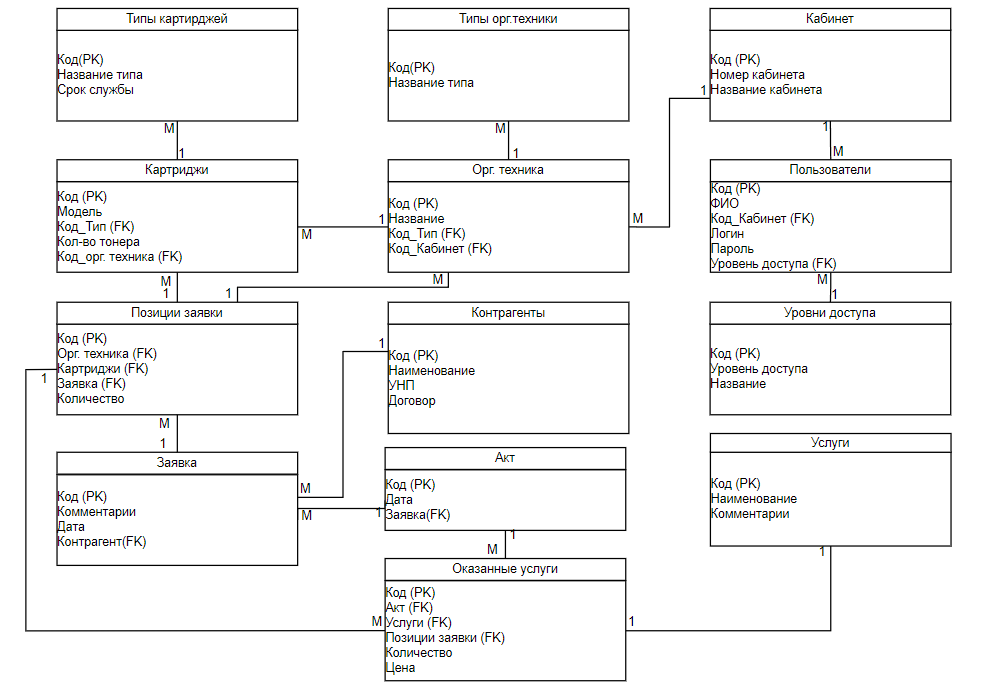 Типы картирджей
Код(PK)
Название типа
Срок службы
M
1
Типы орг.техники
Код(PK)
Название типа
M
1
Кабинет
Код (PK)
Номер кабинета
Название кабинета
1
1
M
Картриджи
Код (PK)
Модель
Код_Тип (FK)
Кол-во тонера
Код_орг. техника (FK)
M
1
M
1
Орг. техника
Код (PK)
Название
Код_Тип (FK)
Код_Кабинет (FK)
M
M
1
Пользователи
Код (PK)
ФИО
Код_Кабинет (FK)
Логин
Пароль
Уровень доступа (FK)
M
1
Позиции заявки
Код (PK)
Орг. техника (FK)
Картриджи (FK)
Заявка (FK)
Количество
1
M
1
Контрагенты
Код (PK)
Наименование
УНП
Договор
1
Уровни доступа
Код (PK)
Уровень доступа
Название
Заявка
Код (PK)
Комментарии
Дата
Контрагент(FK)
M
M
Акт
Код (PK)
Дата
Заявка(FK)
1
1
M
Услуги
Код (PK)
Наименование
Комментарии
1
Оказанные услуги
Код (PK)
Акт (FK)
Услуги (FK)
Позиции заявки (FK)
Количество
Цена
M
1